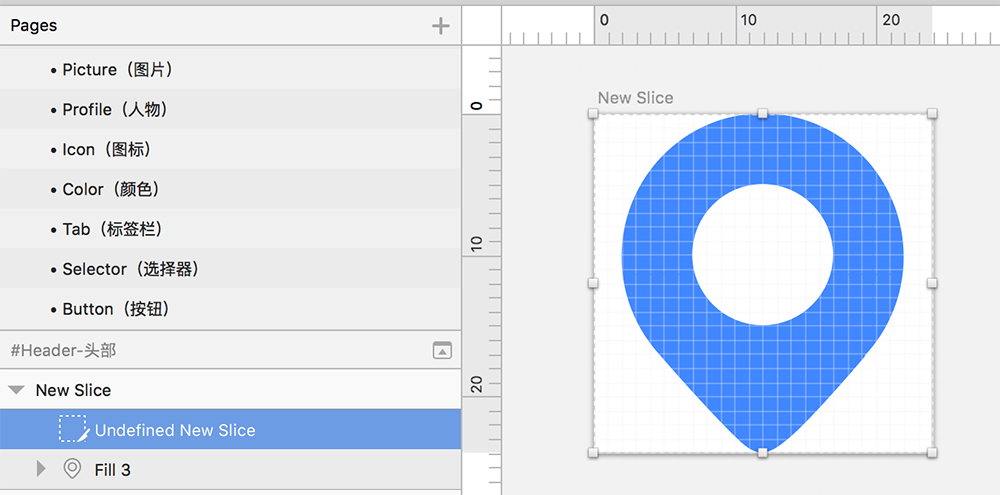 Pages
• Picture（图片）
• Profile（人物）
• Icon（图标）
• Color（颜色）
• Tab（标签栏）
• Selector（选择器）
• Button（按钮）
#Header-头部
New Slice
Undefined New Slice
Fill 3
0 10 20
0
10
20
New Slice